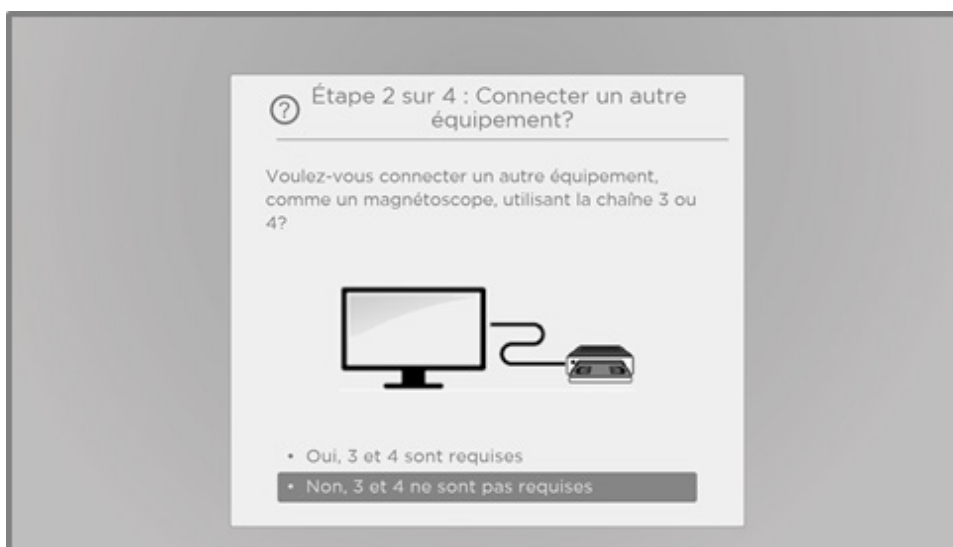 Étape 2 sur 4 : Connecter un autre
équipement?
Voulez-vous connecter un autre équipement,
comme un magnétoscope, utilisant la chaîne 3 ou
4?
• Oui, 3 et 4 sont requises
• Non, 3 et 4 ne sont pas requises